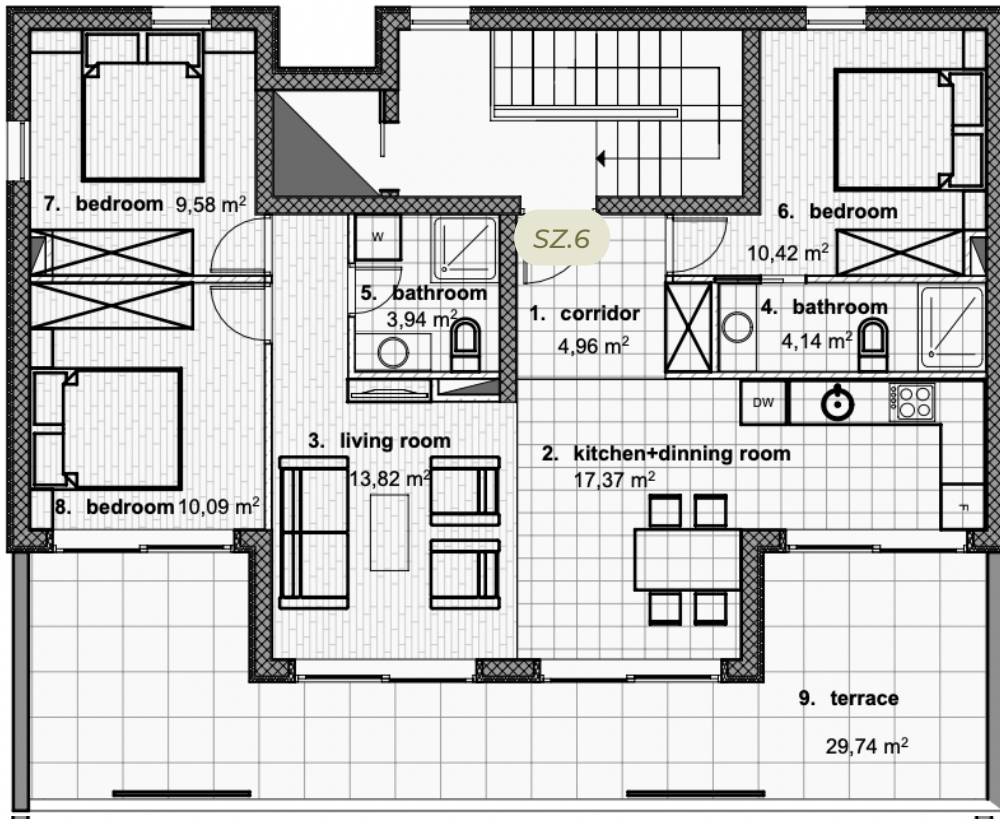 7. bedroom 9,58 m²
6. bedroom
10,42 m²
SZ.6
W
5. bathroom
3,94 m²
1. corridor
4,96 m²
4. bathroom
4,14 m²
DW
3. living room
13,82 m²
2. kitchen+dinning room
17,37 m²
F
8. bedroom 10,09 m²
9. terrace
29,74 m²